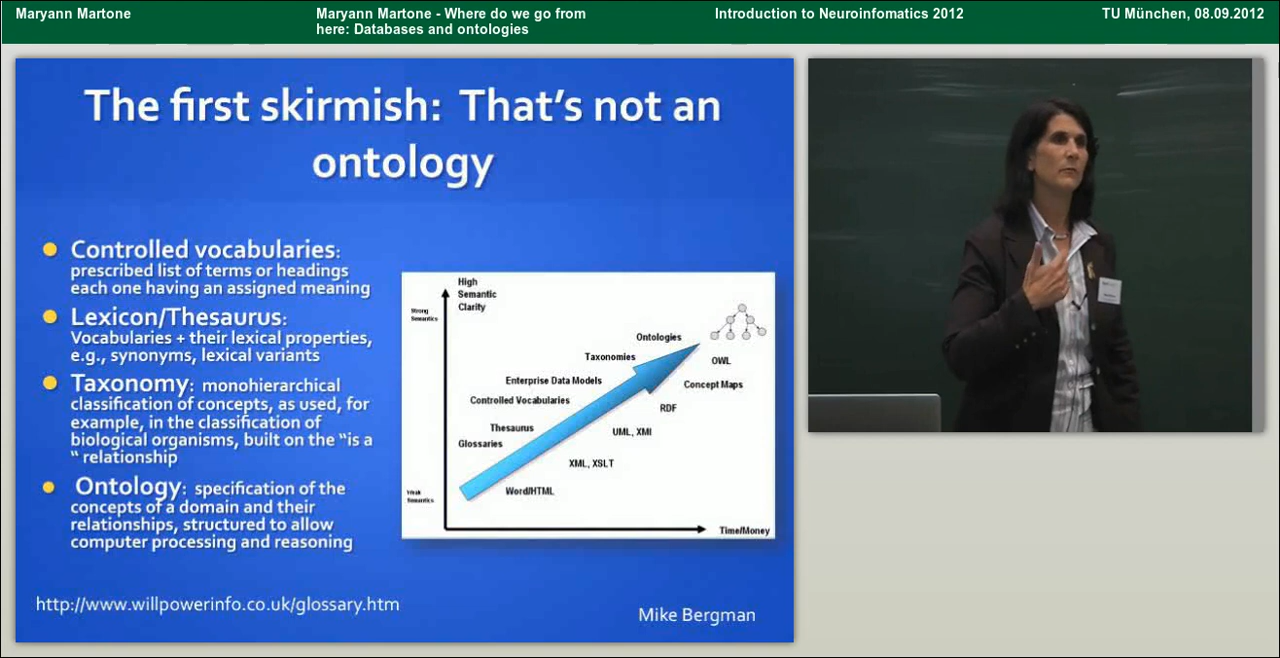 Maryann Martone
Maryann Martone - Where do we go from
here: Databases and ontologies
Introduction to Neuroinfomatics 2012
TU München, 08.09.2012
The first skirmish: That's not an
ontology
Controlled vocabularies:
prescribed list of terms or headings
each one having an assigned meaning
Lexicon/Thesaurus:
Vocabularies + their lexical properties,
e.g., synonyms, lexical variants
Taxonomy: monohierarchical
classification of concepts, as used, for
example, in the classification of
biological organisms, built on the “is a
“ relationship
Ontology: specification of the
concepts of a domain and their
relationships, structured to allow
computer processing and reasoning
High
Semantic
Clarity
Strong
Semantics
Ontologies
Taxonomies
OWL
Enterprise Data Models
Concept Maps
Controlled Vocabularies
RDF
Thesaurus
UML, XMI
Glossaries
XML, XSLT
Weak
Semantics
Word/HTML
Time/Money
http://www.willpowerinfo.co.uk/glossary.htm
Mike Bergman